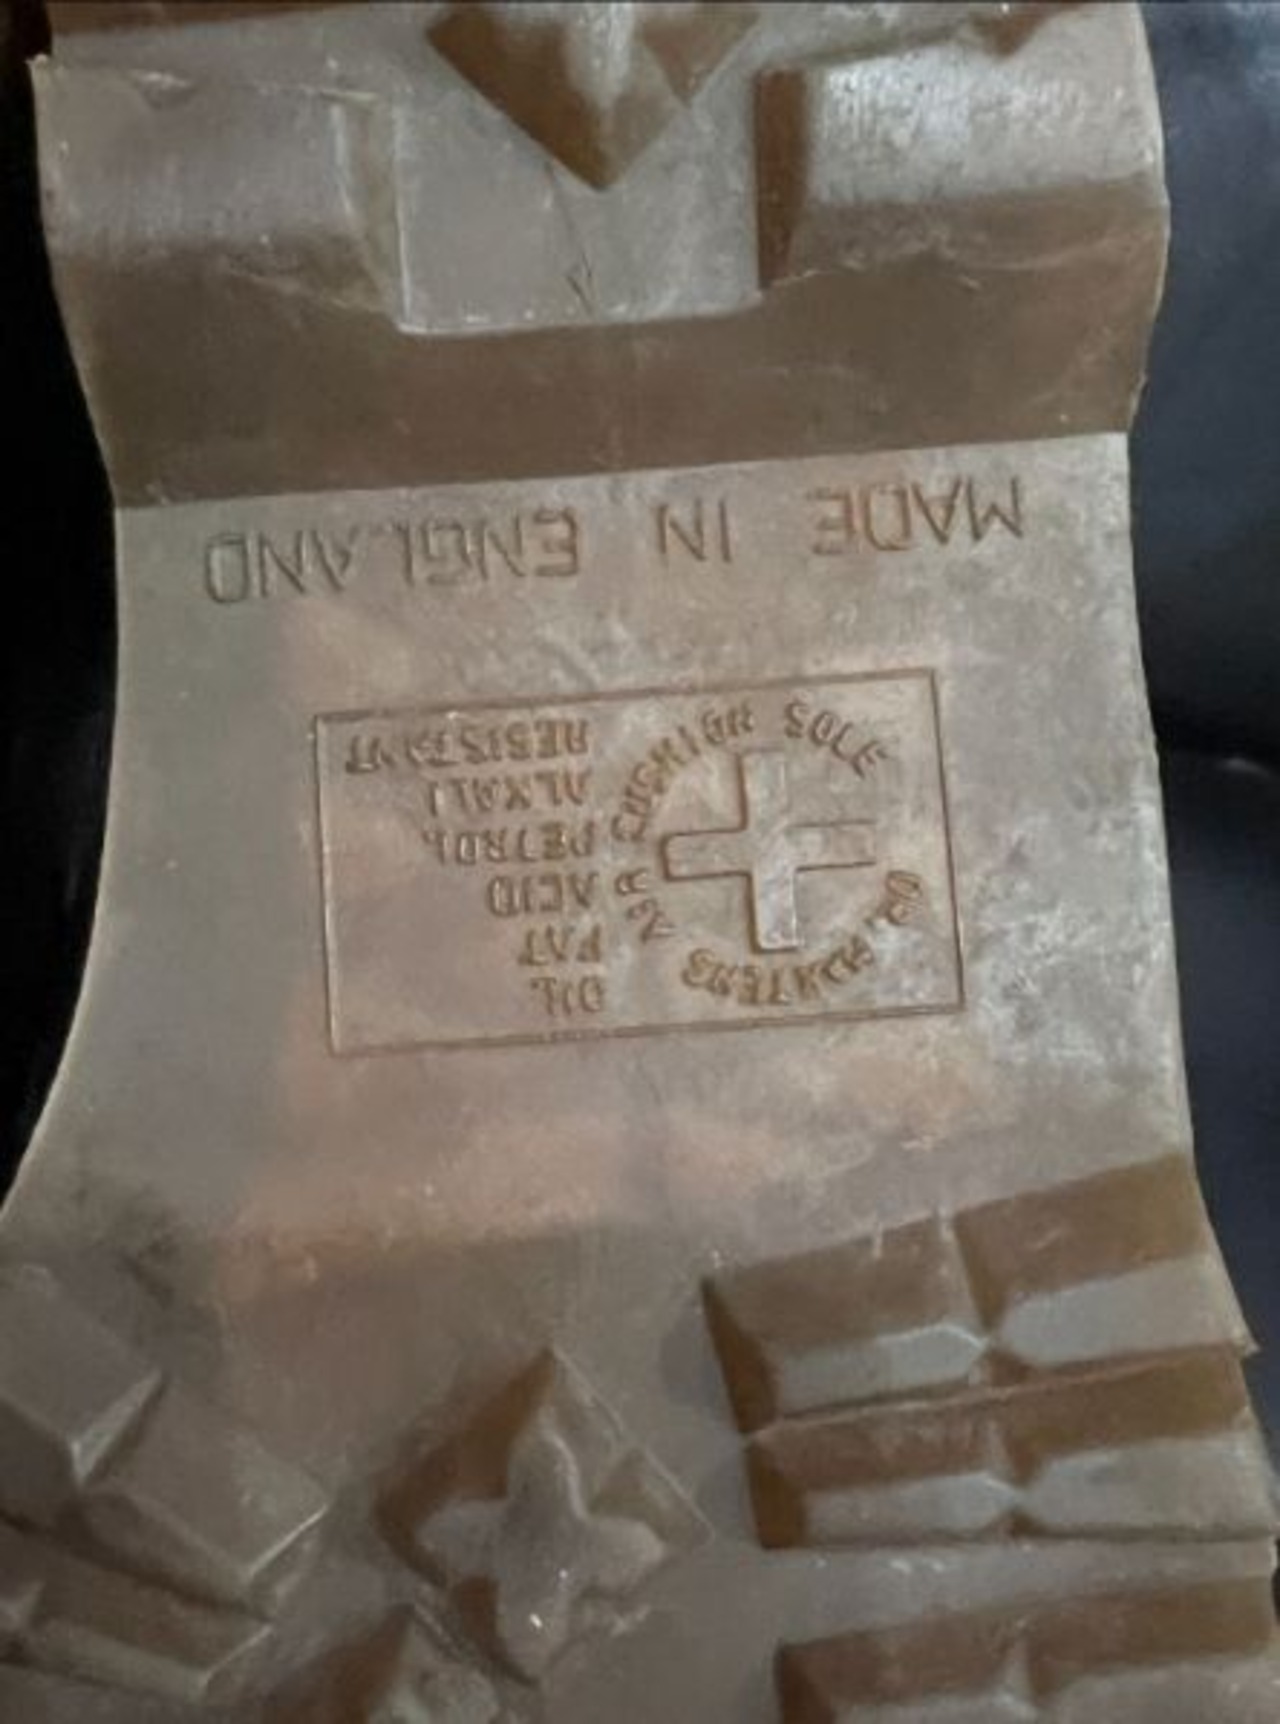 DR. MARTENS AIR CUSHION SOLE
OIL
FAT
ACID
PETROL
ALKALI
RESISTANT
MADE IN ENGLAND